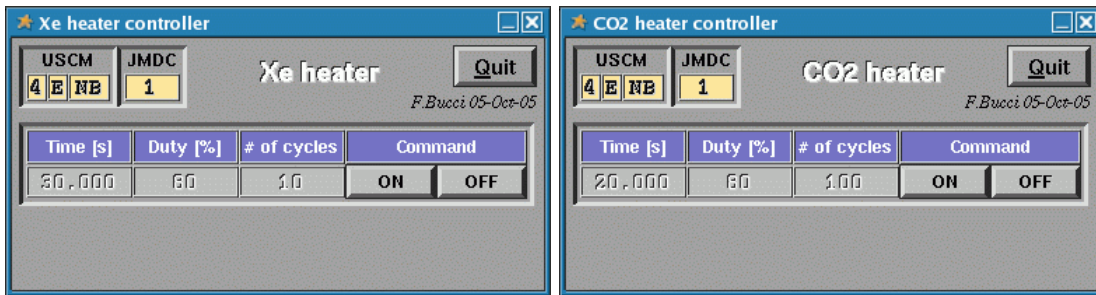 Xe heater controller
USCM JMDC
4 E NB 1
Xe heater
Quit
F.Bucci 05-Oct-05
Time [s] Duty [%] # of cycles Command
30.000 60 10 ON OFF
CO2 heater controller
USCM JMDC
4 E NB 1
CO2 heater
Quit
F.Bucci 05-Oct-05
Time [s] Duty [%] # of cycles Command
20.000 60 100 ON OFF